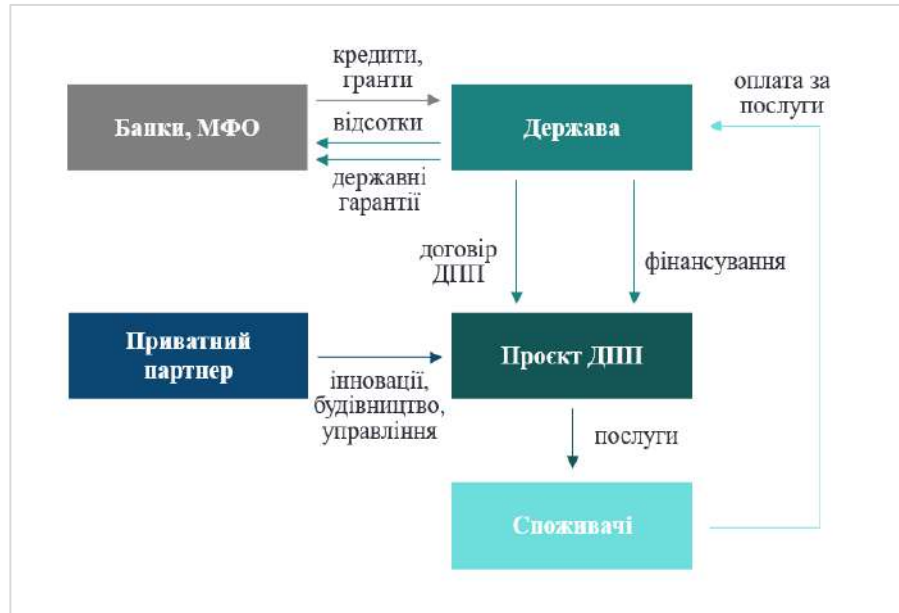 кредити,
гранти
оплата за
послуги
Банки, МФО
відсотки
Держава
державні
гарантії
договір
ДПП
фінансування
Приватний
партнер
Проєкт ДПП
інновації,
будівництво,
управління
послуги
Споживачі